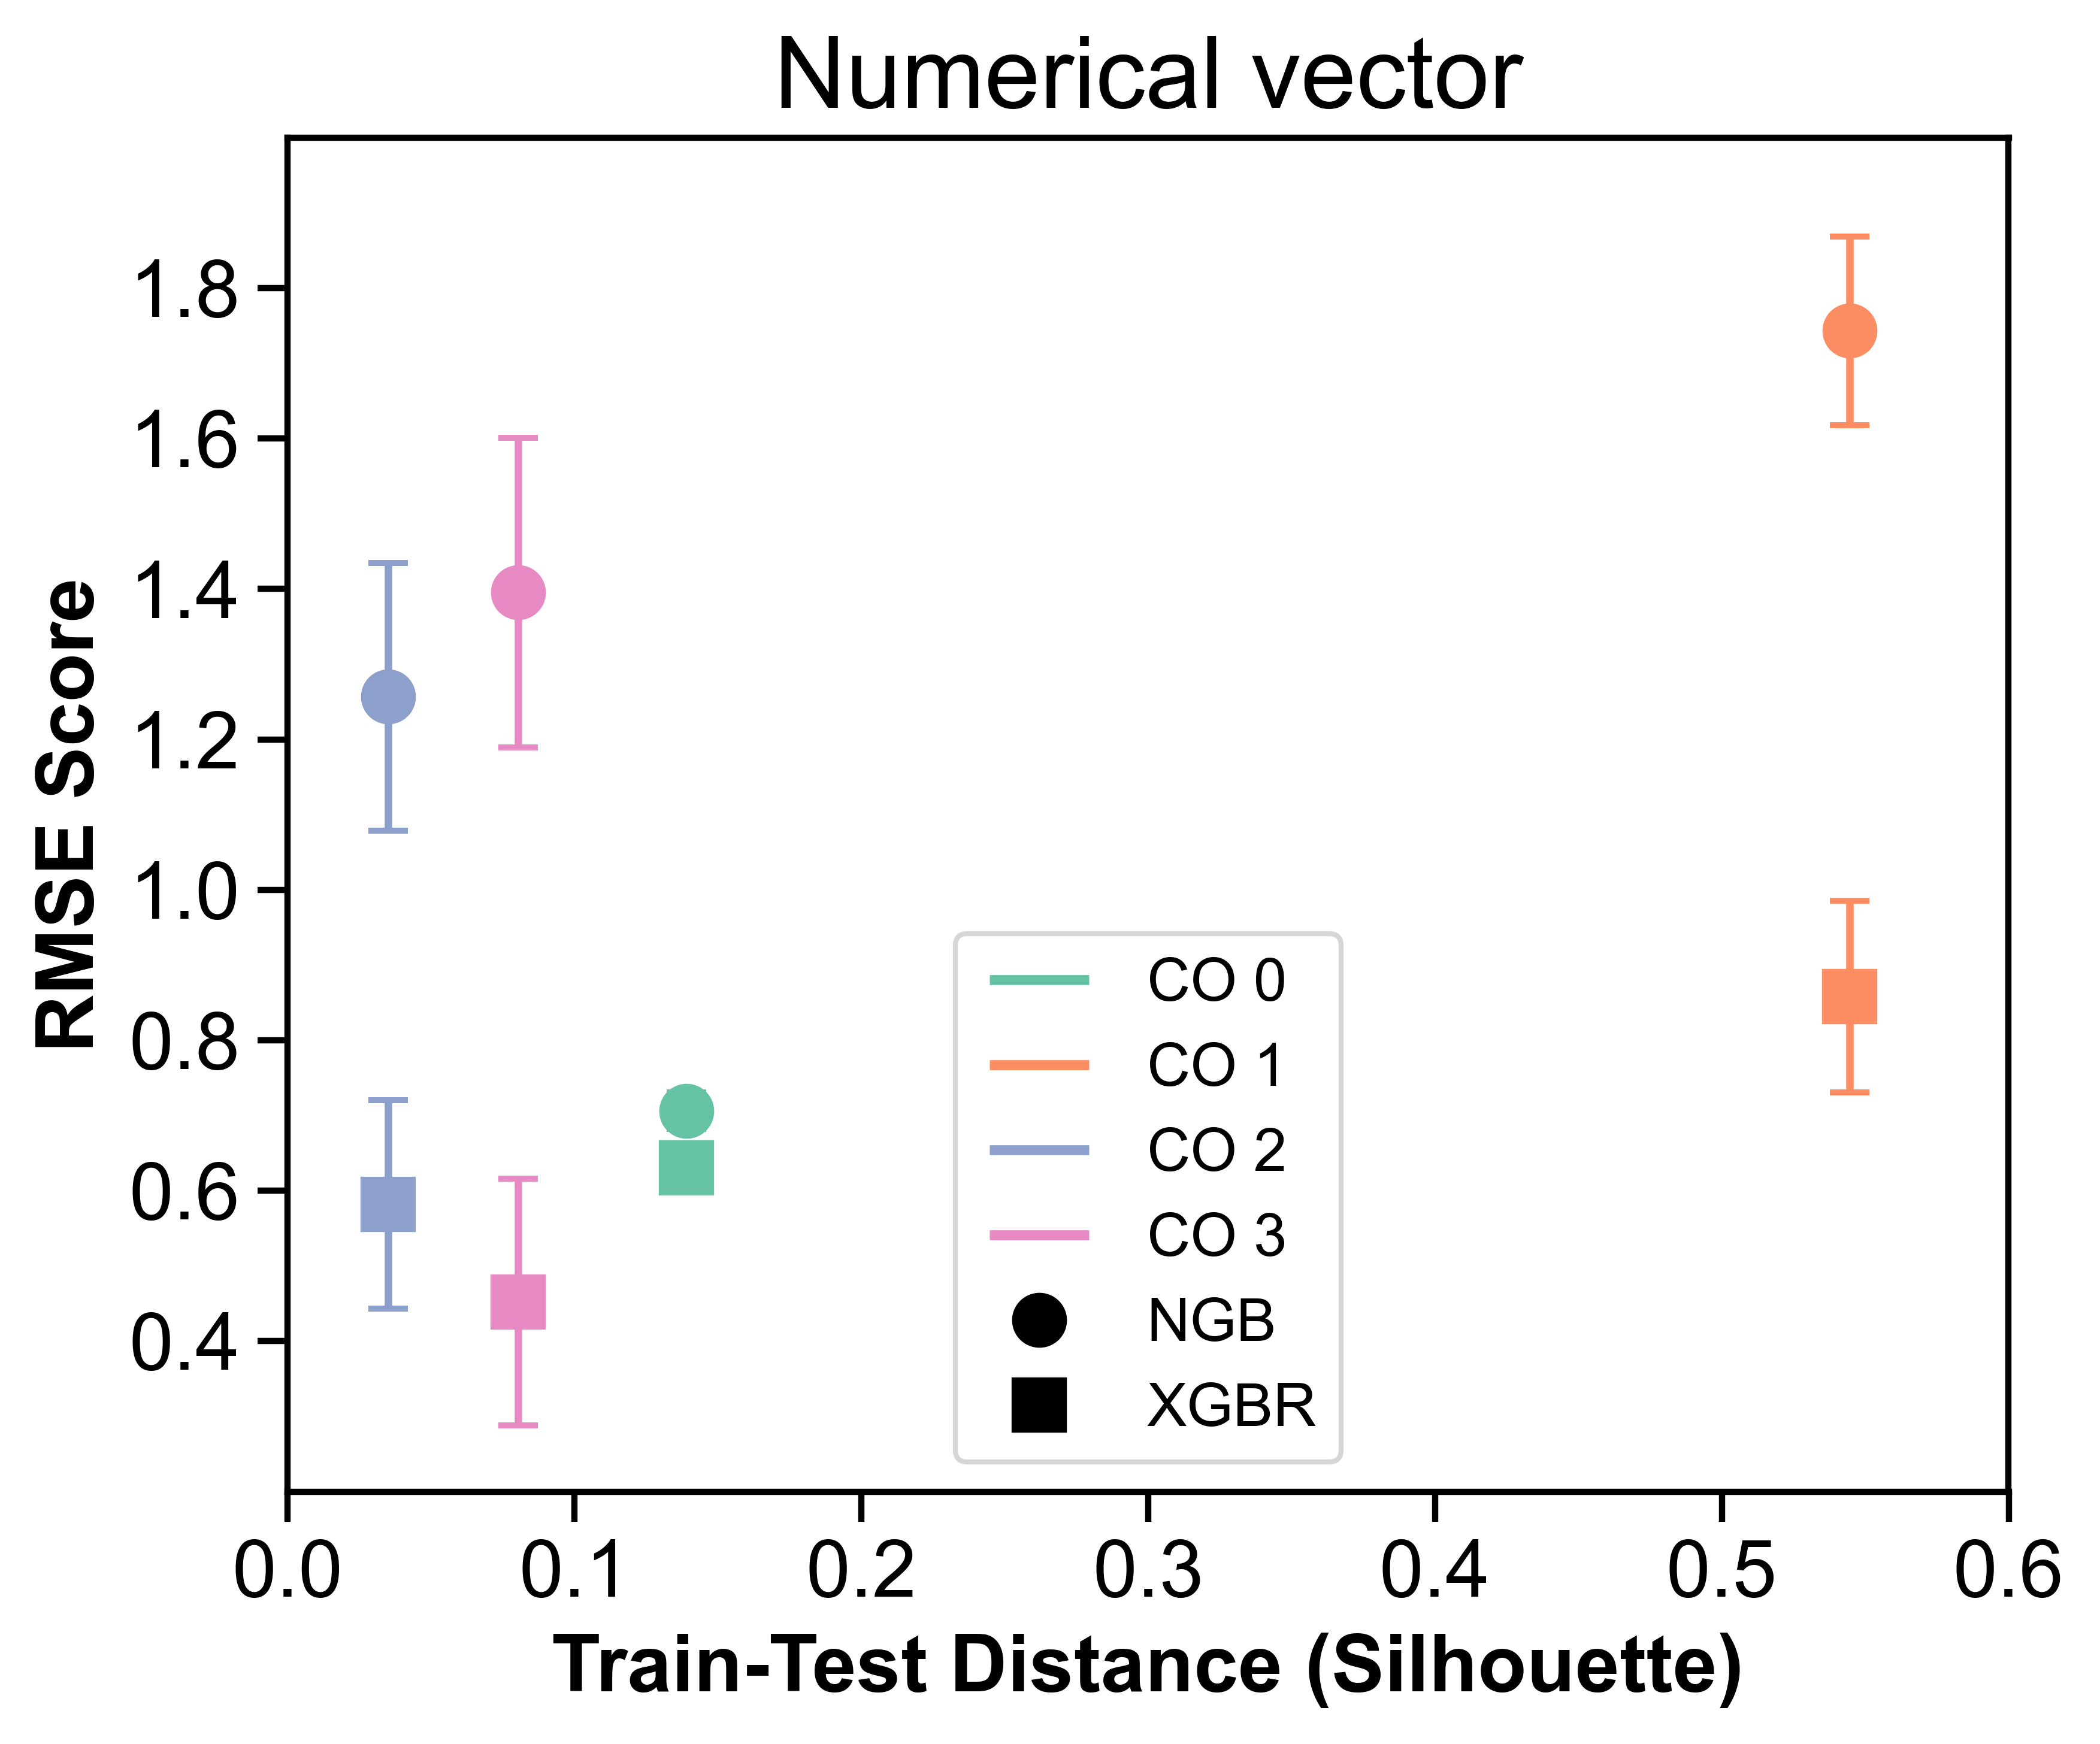 Numerical vector
RMSE Score
1.8
1.6
1.4
1.2
1.0
0.8
0.6
0.4
CO 0
CO 1
CO 2
CO 3
NGB
XGBR
0.0 0.1 0.2 0.3 0.4 0.5 0.6
Train-Test Distance (Silhouette)